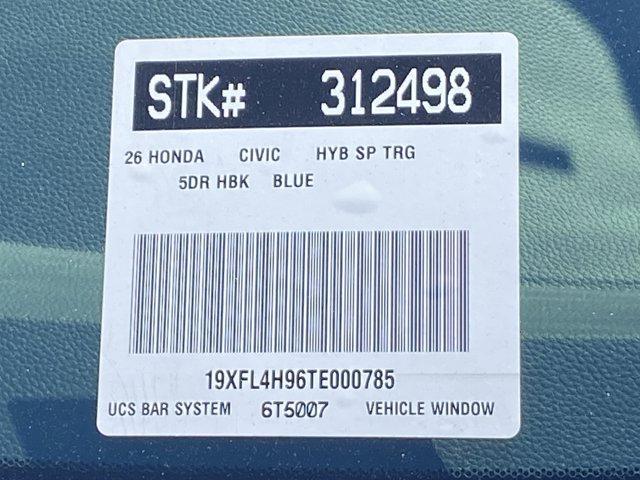 STK# 312498
26 HONDA CIVIC HYB SP TRG
5DR HBK BLUE
19XFL4H96TE000785
UCS BAR SYSTEM 6T5007 VEHICLE WINDOW